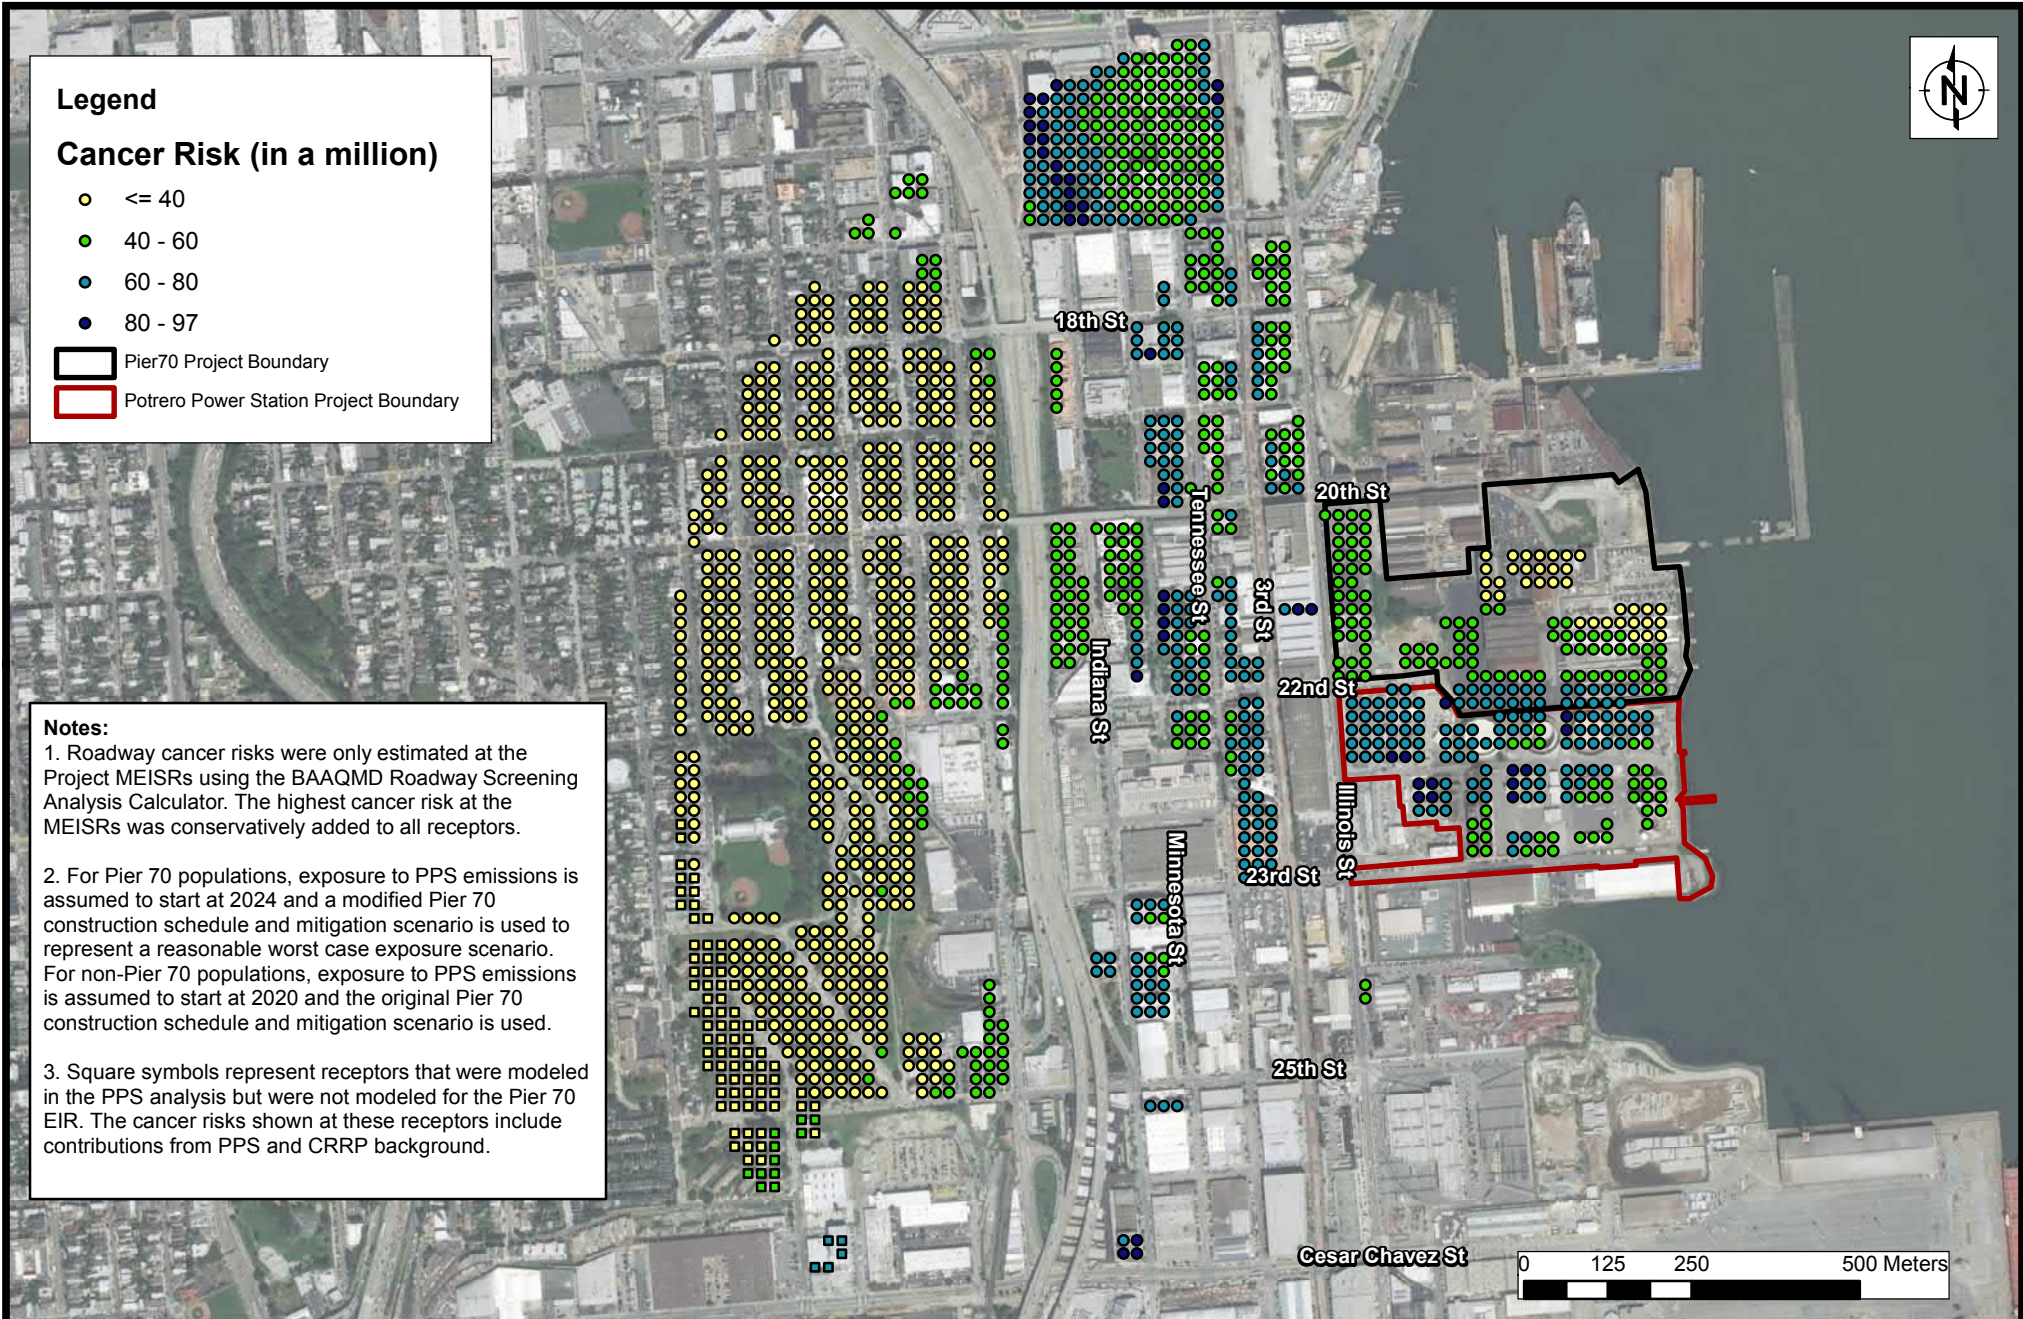 Legend
Cancer Risk (in a million)
<= 40
40 - 60
60 - 80
80 - 97
Pier70 Project Boundary
Potrero Power Station Project Boundary
N
18th St
20th St
Tennessee St
3rd St
Indiana St
22nd St
Illinois St
Minnesota St
23rd St
25th St
Cesar Chavez St
Notes:
1. Roadway cancer risks were only estimated at the
Project MEISRs using the BAAQMD Roadway Screening
Analysis Calculator. The highest cancer risk at the
MEISRs was conservatively added to all receptors.
2. For Pier 70 populations, exposure to PPS emissions is
assumed to start at 2024 and a modified Pier 70
construction schedule and mitigation scenario is used to
represent a reasonable worst case exposure scenario.
For non-Pier 70 populations, exposure to PPS emissions
is assumed to start at 2020 and the original Pier 70
construction schedule and mitigation scenario is used.
3. Square symbols represent receptors that were modeled
in the PPS analysis but were not modeled for the Pier 70
EIR. The cancer risks shown at these receptors include
contributions from PPS and CRRP background.
0 125 250 500 Meters